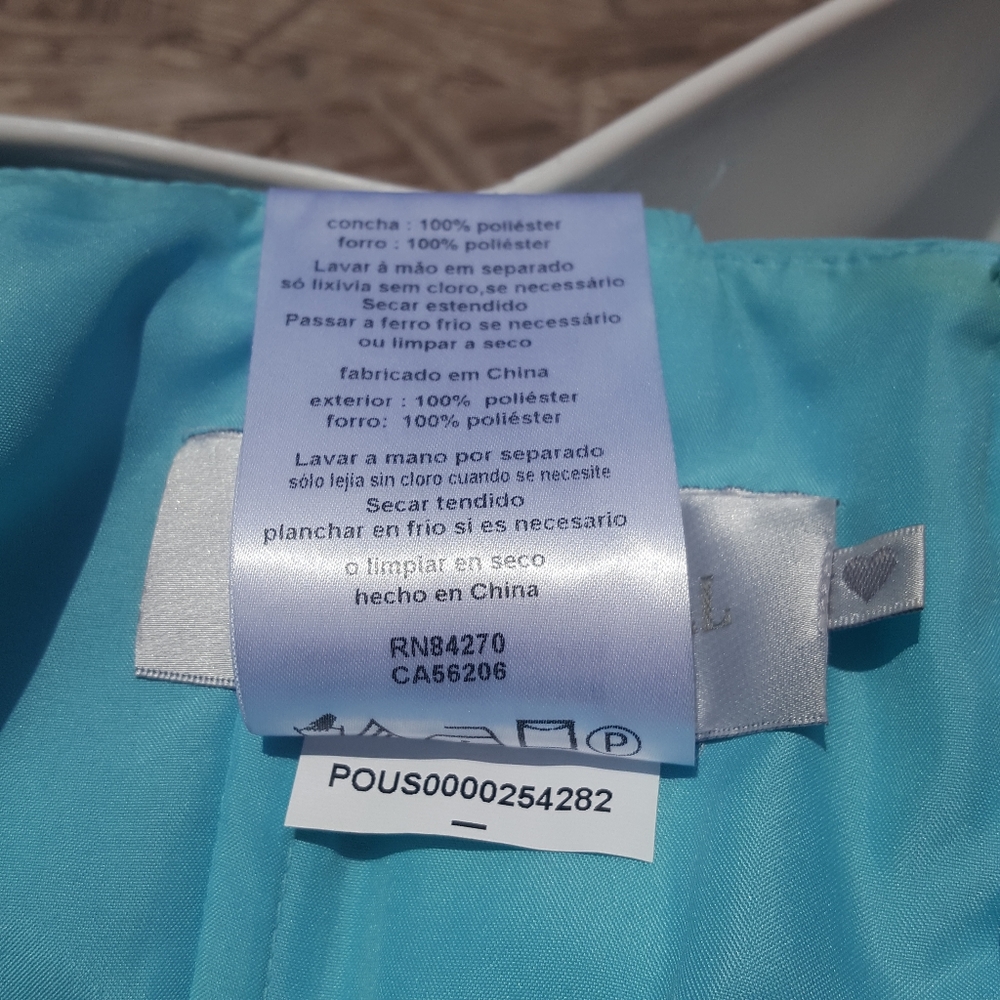 concha : 100% poliéster
forro : 100% poliéster
Lavar à mão em separado
só lixivia sem cloro,se necessário
Secar estendido
Passar a ferro frio se necessário
ou limpar a seco
fabricado em China
exterior : 100% poliéster
forro: 100% poliéster
Lavar a mano por separado
sólo lejia sin cloro cuando se necesite
Secar tendido
planchar en frio si es necesario
o limpiar en seco
hecho en China
RN84270
CA56206
P
POUS0000254282